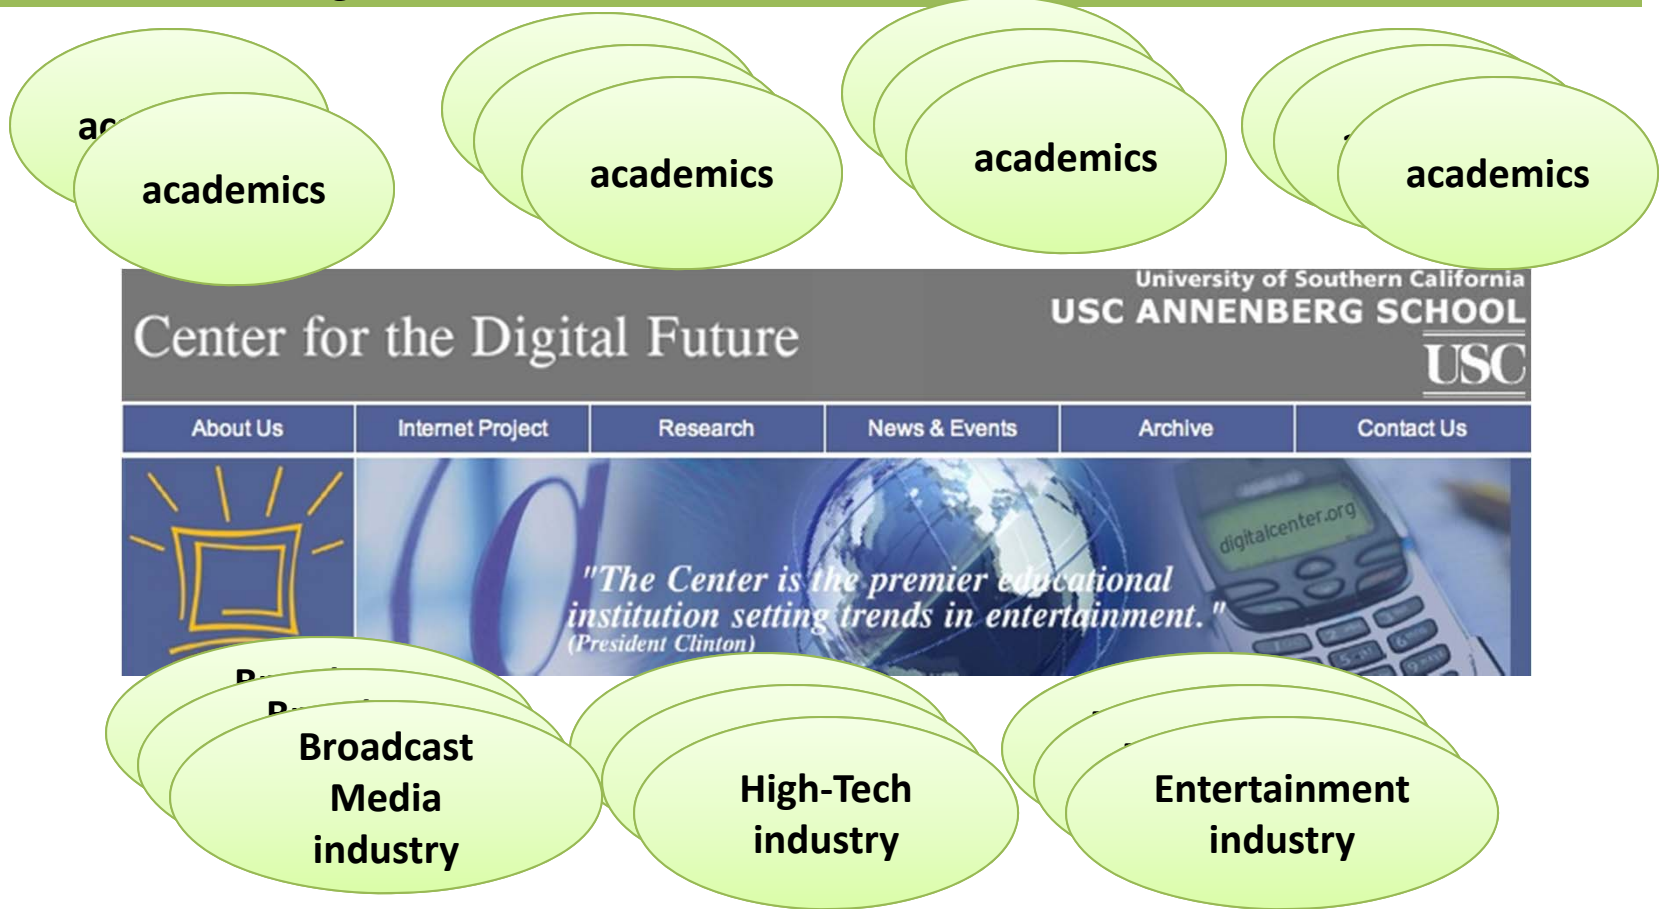 academics
academics
academics
academics
University of Southern California
USC ANNENBERG SCHOOL
Center for the Digital Future
USC
About Us
Internet Project
Research
News & Events
Archive
Contact Us
digitalcenter.org
"The Center is the premier educational
institution setting trends in entertainment."
(President Clinton)
Broadcast
Media
industry
High-Tech
industry
Entertainment
industry